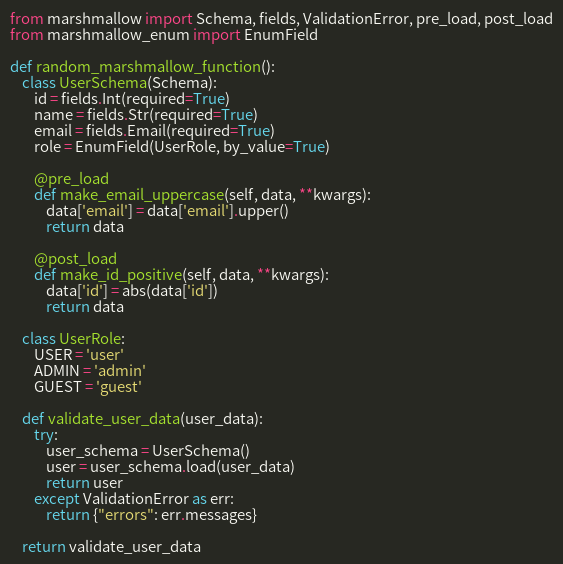 from marshmallow import Schema, fields, ValidationError, pre_load, post_load
from marshmallow_enum import EnumField

def random_marshmallow_function():
    class UserSchema(Schema):
        id = fields.Int(required=True)
        name = fields.Str(required=True)
        email = fields.Email(required=True)
        role = EnumField(UserRole, by_value=True)

        @pre_load
        def make_email_uppercase(self, data, **kwargs):
            data['email'] = data['email'].upper()
            return data

        @post_load
        def make_id_positive(self, data, **kwargs):
            data['id'] = abs(data['id'])
            return data

    class UserRole:
        USER = 'user'
        ADMIN = 'admin'
        GUEST = 'guest'

    def validate_user_data(user_data):
        try:
            user_schema = UserSchema()
            user = user_schema.load(user_data)
            return user
        except ValidationError as err:
            return {"errors": err.messages}

    return validate_user_data